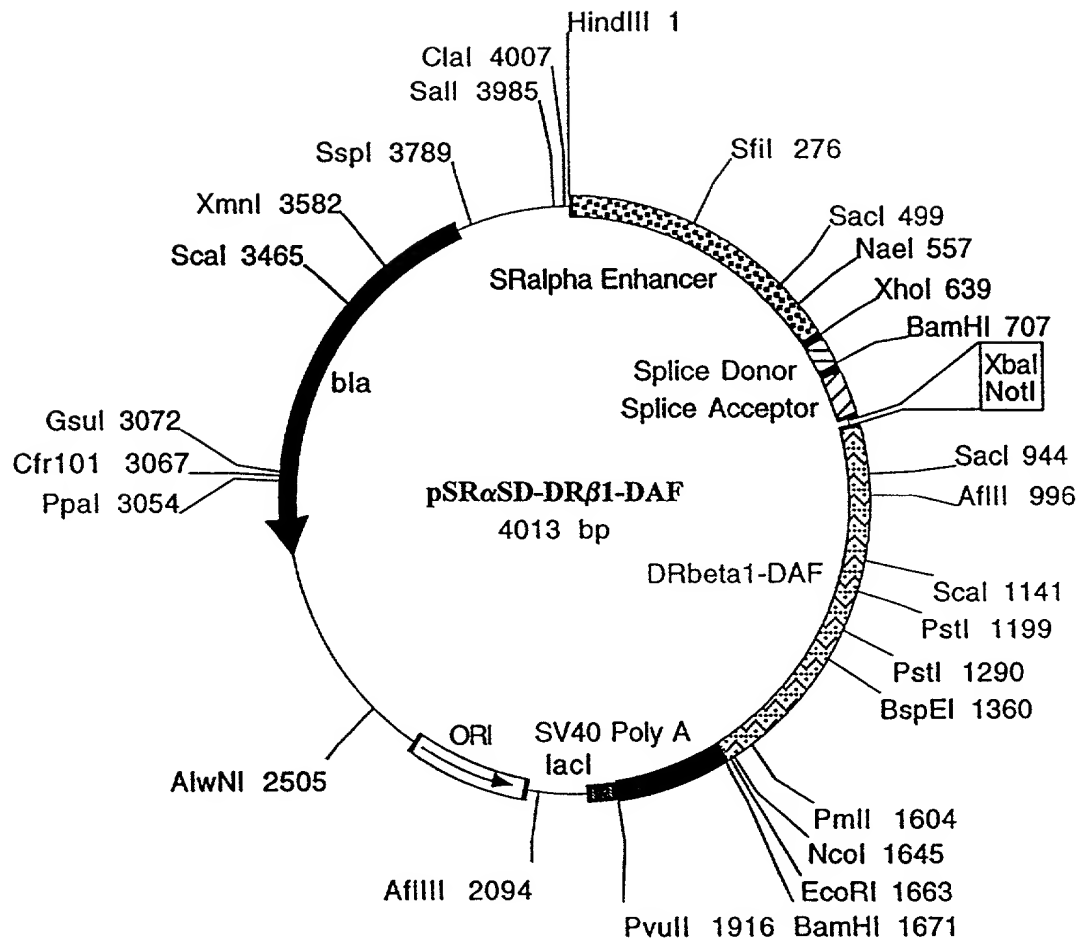 HindIII 1
ClaI 4007
SalI 3985
SspI 3789
SfiI 276
XmnI 3582
ScaI 3465
SacI 499
NaeI 557
XhoI 639
BamHI 707
SRalpha Enhancer
Splice Donor
Splice Acceptor
XbaI
NotI
bla
GsuI 3072
Cfr101 3067
PpaI 3054
SacI 944
AflII 996
pSRαSD-DRβ1-DAF
4013 bp
DRbeta1-DAF
ScaI 1141
PstI 1199
PstI 1290
BspEI 1360
SV40 Poly A
lacI
ORI
AlwNI 2505
PmlI 1604
NcoI 1645
EcoRI 1663
AflIII 2094
PvuII 1916
BamHI 1671